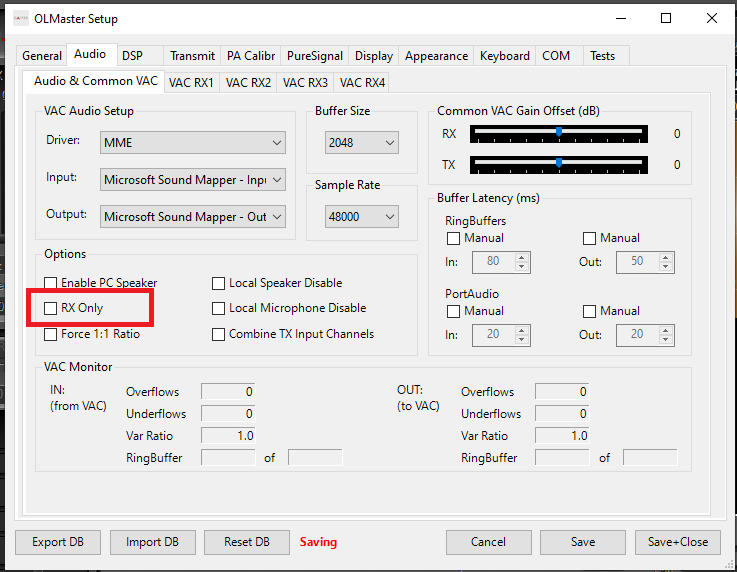 OLMaster Setup
General Audio DSP Transmit PA Calibr PureSignal Display Appearance Keyboard COM Tests
Audio & Common VAC VAC RX1 VAC RX2 VAC RX3 VAC RX4
VAC Audio Setup
Driver: MME
Input: Microsoft Sound Mapper - Inpu
Output: Microsoft Sound Mapper - Out
Buffer Size
2048
Sample Rate
48000
Common VAC Gain Offset (dB)
RX 0
TX 0
Buffer Latency (ms)
RingBuffers
Manual Manual
In: 80 Out: 50
PortAudio
Manual Manual
In: 20 Out: 20
Options
Enable PC Speaker Local Speaker Disable
RX Only Local Microphone Disable
Force 1:1 Ratio Combine TX Input Channels
VAC Monitor
IN:
(from VAC)
Overflows 0
Underflows 0
Var Ratio 1.0
RingBuffer of
OUT:
(to VAC)
Overflows 0
Underflows 0
Var Ratio 1.0
RingBuffer of
Export DB Import DB Reset DB Saving Cancel Save Save+Close